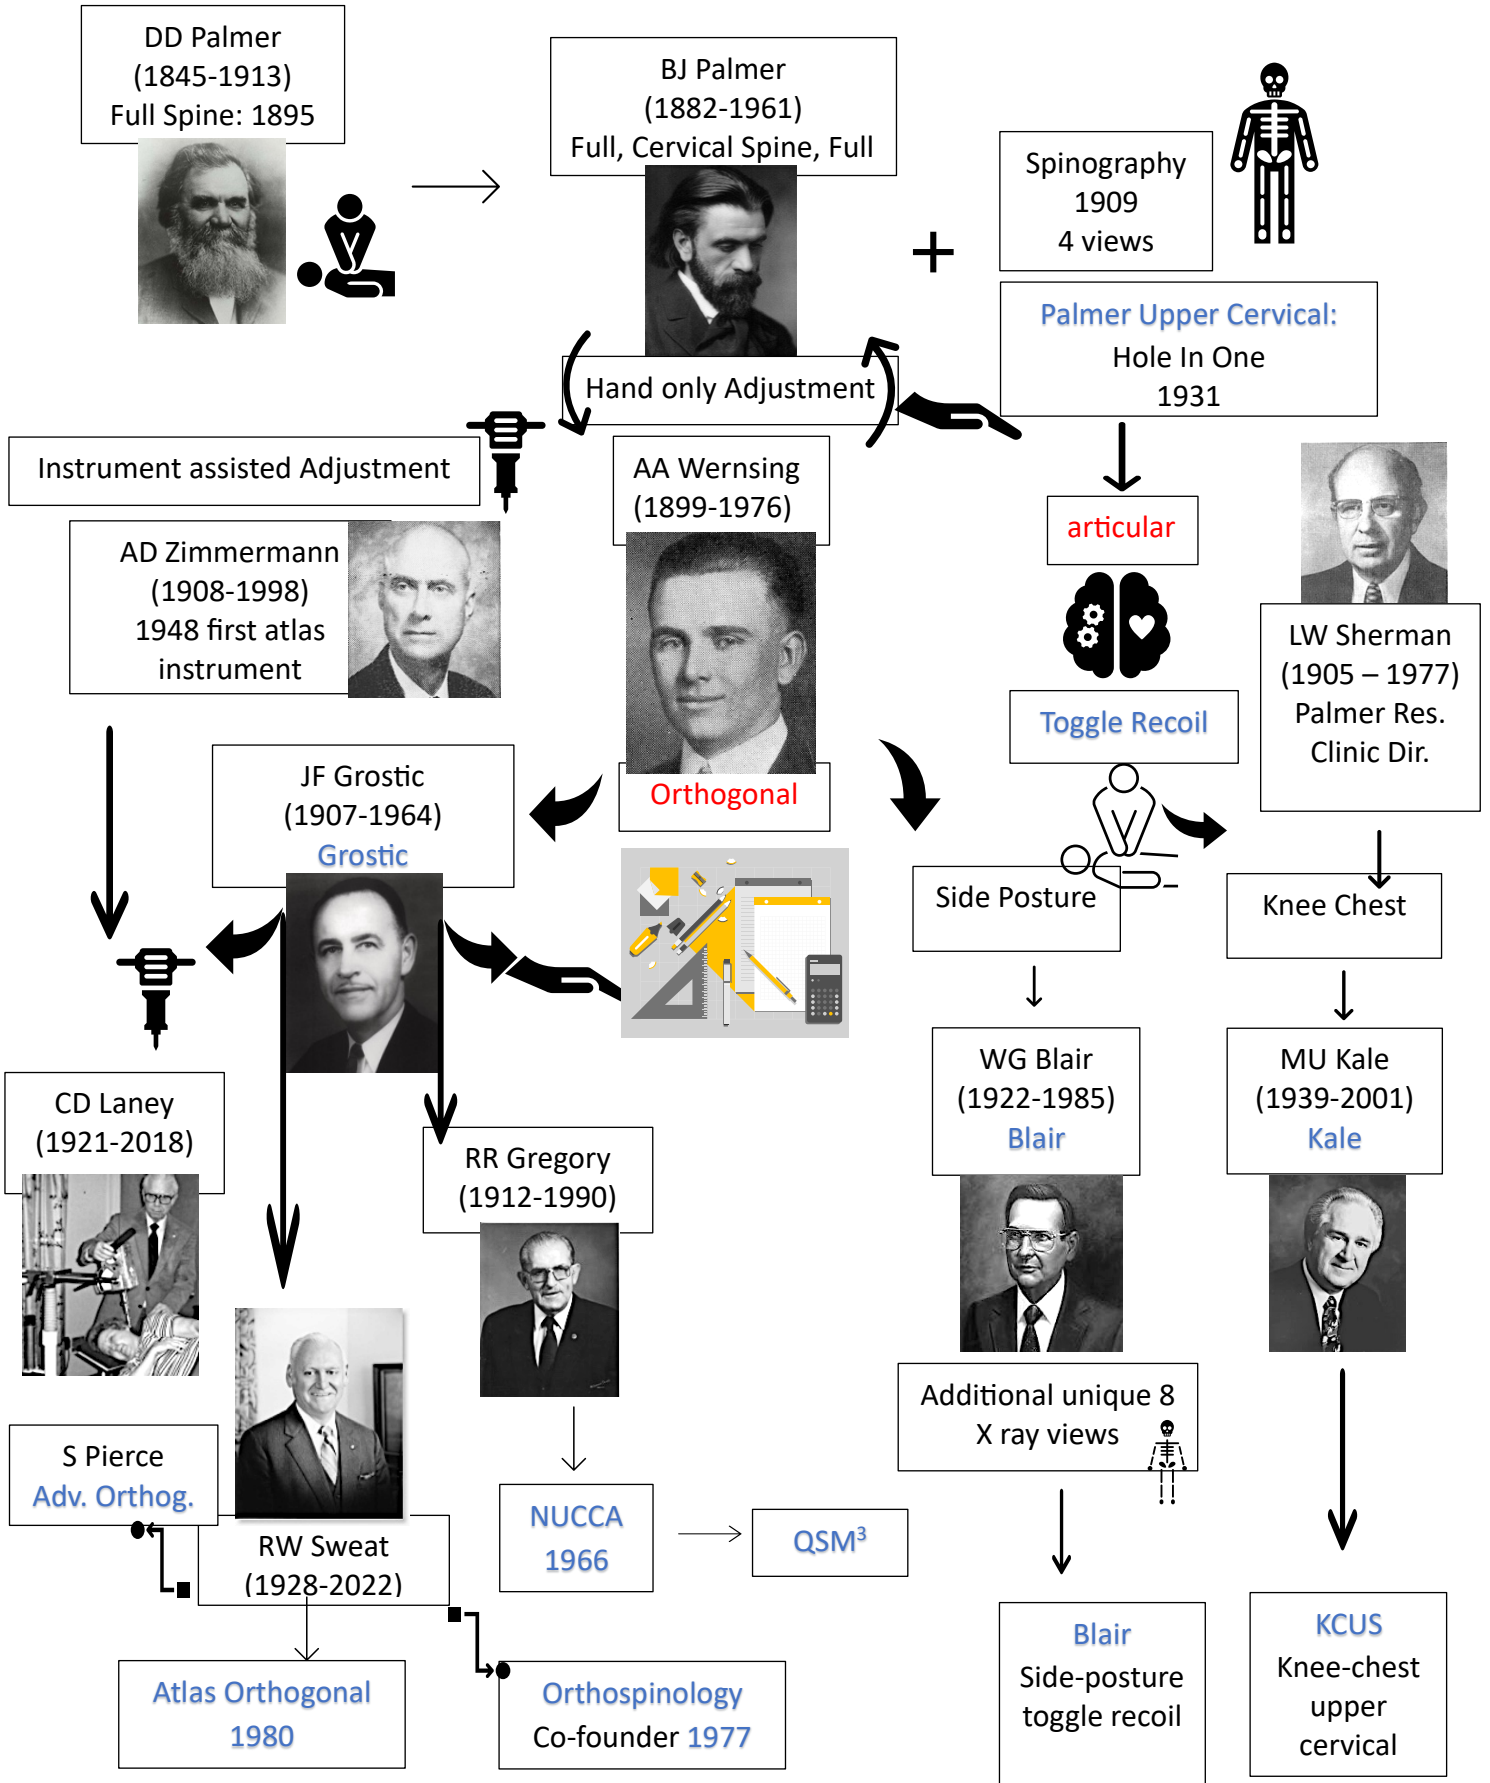 DD Palmer
(1845-1913)
Full Spine: 1895
BJ Palmer
(1882-1961)
Full, Cervical Spine, Full
Spinography
1909
4 views
Palmer Upper Cervical:
Hole In One
1931
Hand only Adjustment
Instrument assisted Adjustment
AA Wernsing
(1899-1976)
articular
AD Zimmermann
(1908-1998)
1948 first atlas
instrument
LW Sherman
(1905 – 1977)
Palmer Res.
Clinic Dir.
Toggle Recoil
JF Grostic
(1907-1964)
Grostic
Orthogonal
Side Posture
Knee Chest
CD Laney
(1921-2018)
RR Gregory
(1912-1990)
WG Blair
(1922-1985)
Blair
MU Kale
(1939-2001)
Kale
Additional unique 8
X ray views
S Pierce
Adv. Orthog.
RW Sweat
(1928-2022)
NUCCA
1966
QSM³
Atlas Orthogonal
1980
Orthospinology
Co-founder 1977
Blair
Side-posture
toggle recoil
KCUS
Knee-chest
upper
cervical